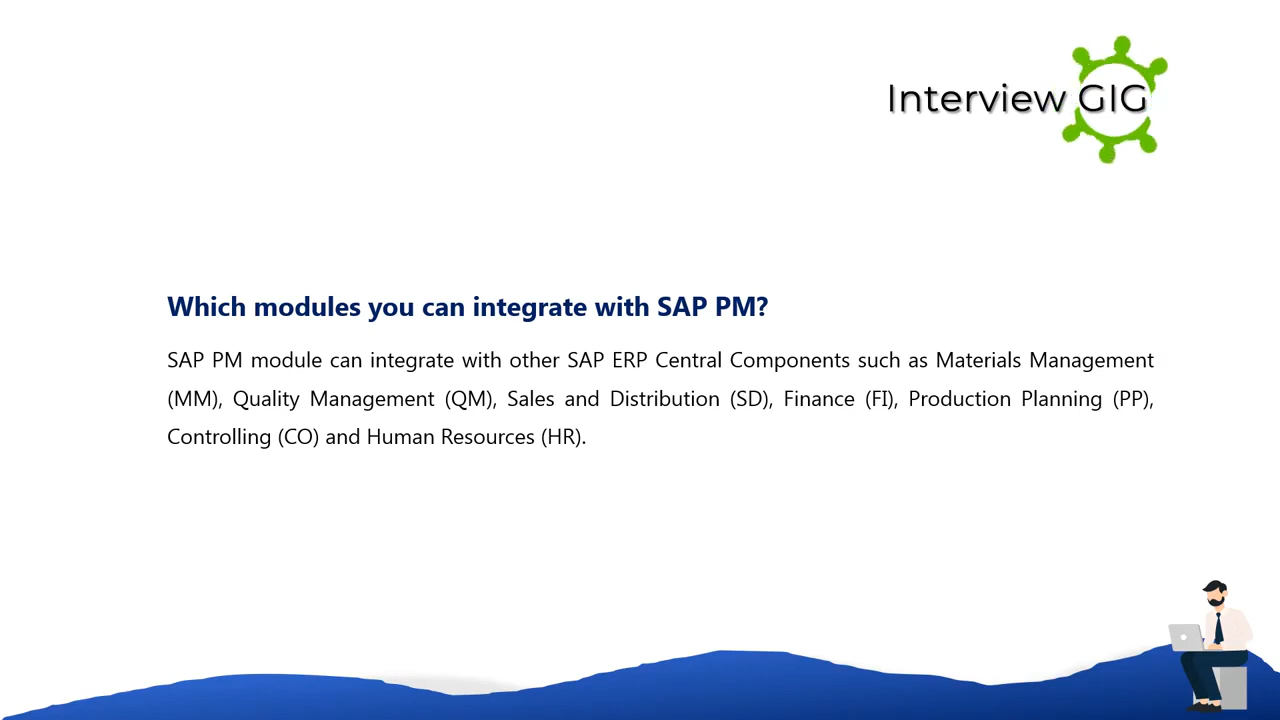 Interview GIG
Which modules you can integrate with SAP PM?
SAP PM module can integrate with other SAP ERP Central Components such as Materials Management
(MM), Quality Management (QM), Sales and Distribution (SD), Finance (FI), Production Planning (PP),
Controlling (CO) and Human Resources (HR).